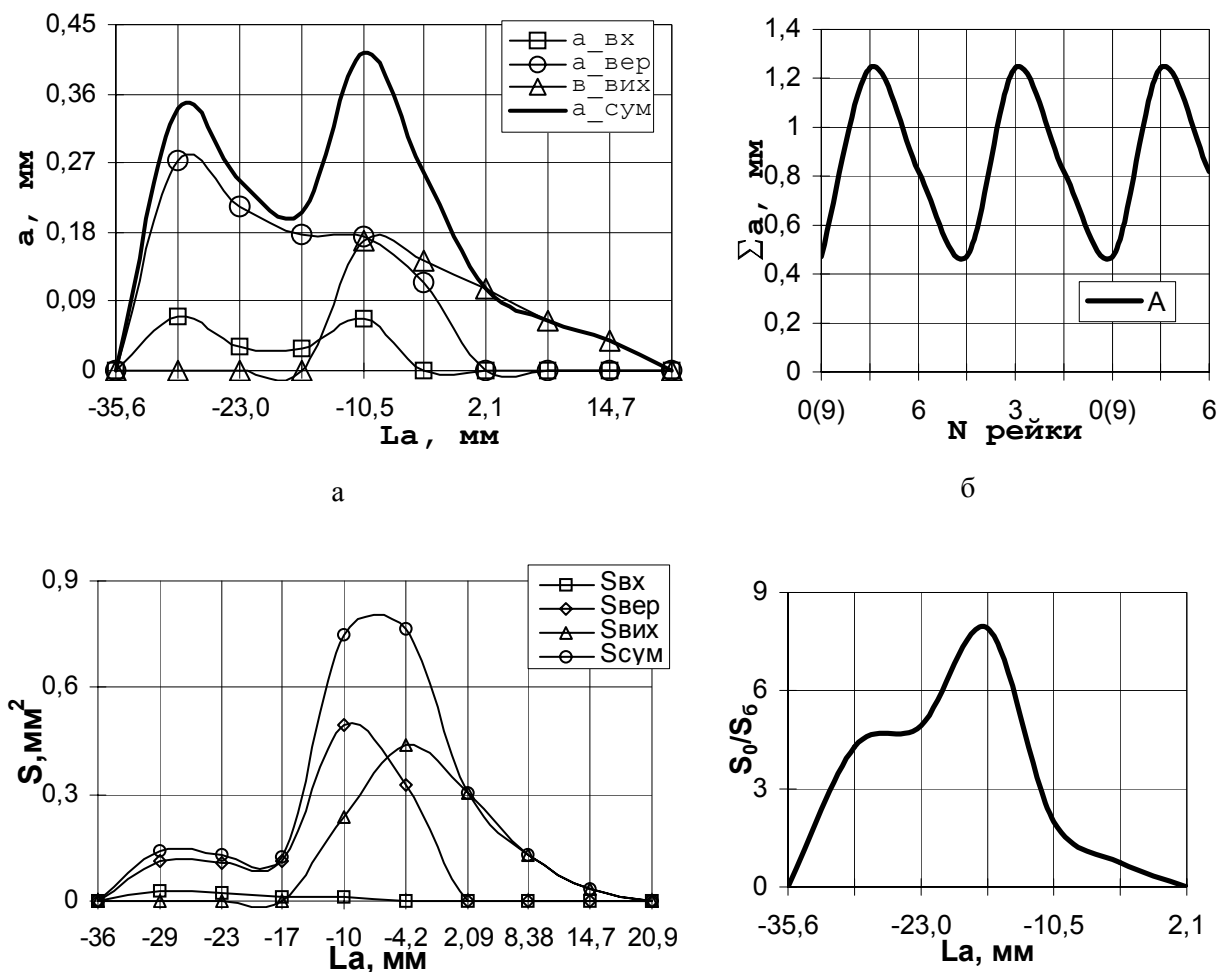 0,45
0,36
0,27
0,18
0,09
0
a, мм
а_вх
а_вер
в_вих
а_сум
-35,6 -23,0 -10,5 2,1 14,7
La, мм
а
1,4
1,2
1
0,8
0,6
0,4
0,2
0
∑a, мм
А
0(9) 6 3 0(9) 6
N рейки
б
0,9
0,6
0,3
0
S,мм²
Sвх
Sвер
Sвих
Sсум
-36 -29 -23 -17 -10 -4,2 2,09 8,38 14,7 20,9
La, мм
9
6
3
0
S₀/Sб
-35,6 -23,0 -10,5 2,1
La, мм